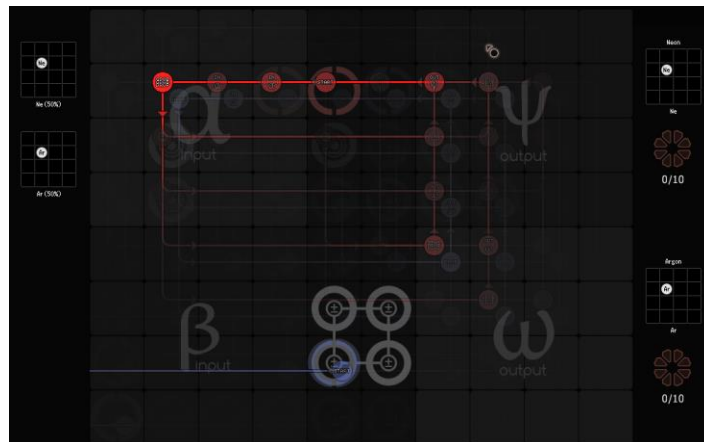 Ne
Ne (50%)
Ar
Ar (50%)
α
input
START
ψ
output
β
input
ω
output
Neon
Ne
Ne
0/10
Argon
Ar
Ar
0/10